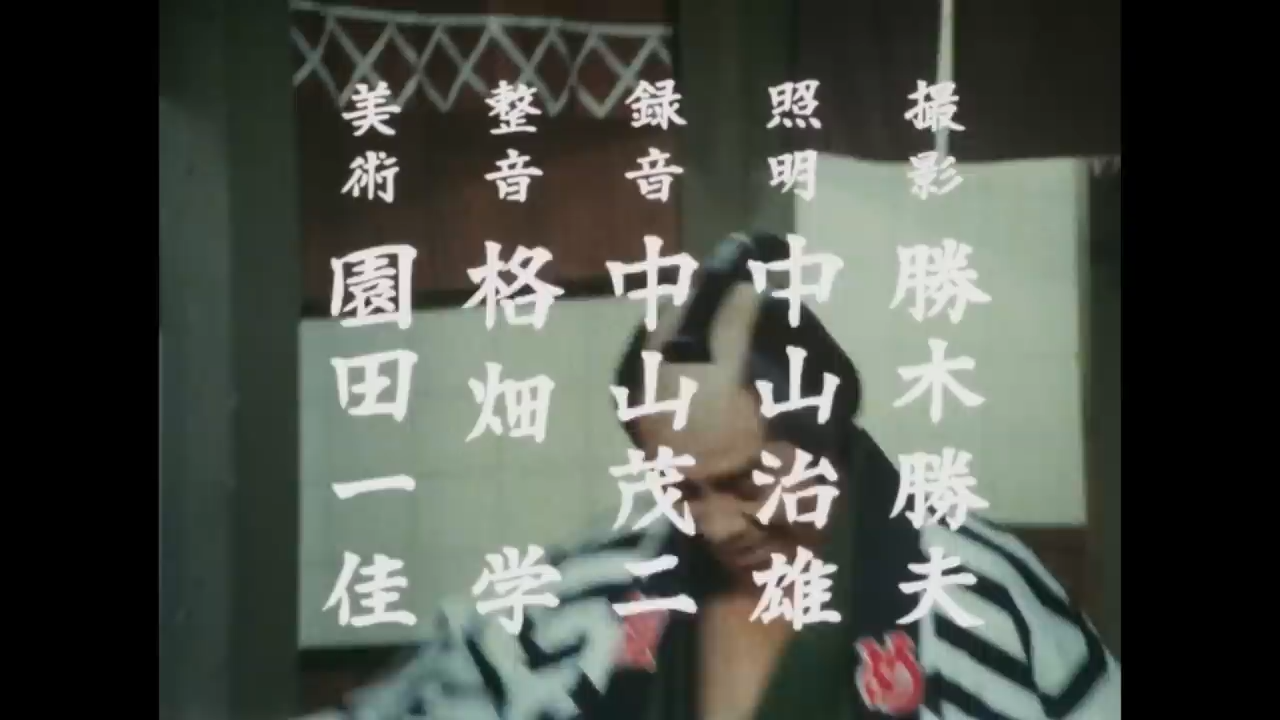 撮影 勝木勝夫
照明 中山治雄
録音 中山茂二
整音 格畑 学
美術 園田一佳